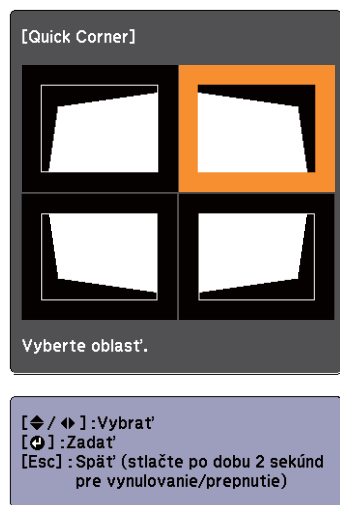 [Quick Corner]
Vyberte oblasť.
[ / ] :Vybrať
[ ] :Zadať
[Esc] :Späť (stlačte po dobu 2 sekúnd
pre vynulovanie/prepnutie)